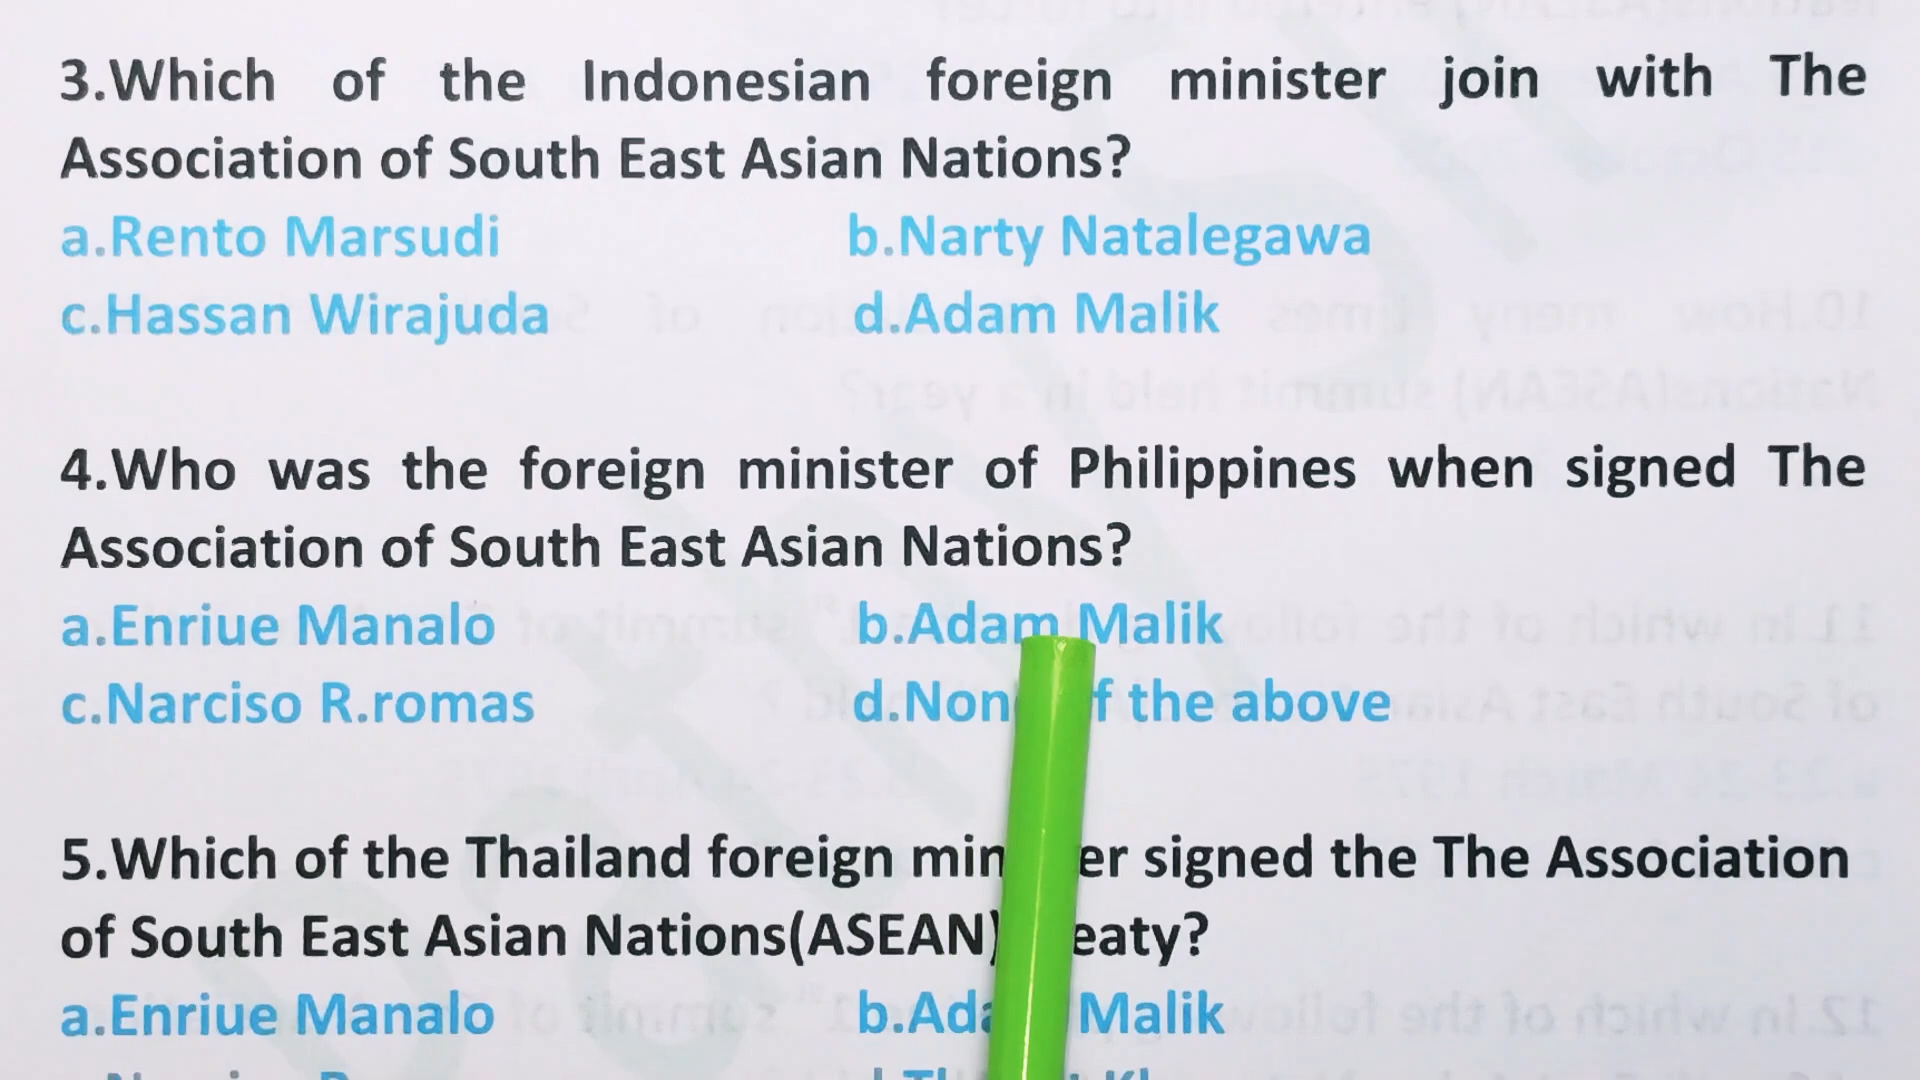 3.Which of the Indonesian foreign minister join with The
Association of South East Asian Nations?
a.Rento Marsudi b.Narty Natalegawa
c.Hassan Wirajuda d.Adam Malik
4.Who was the foreign minister of Philippines when signed The
Association of South East Asian Nations?
a.Enriue Manalo b.Adam Malik
c.Narciso R.romas d.Non f the above
5.Which of the Thailand foreign min er signed the The Association
of South East Asian Nations(ASEAN) eaty?
a.Enriue Manalo b.Ada Malik